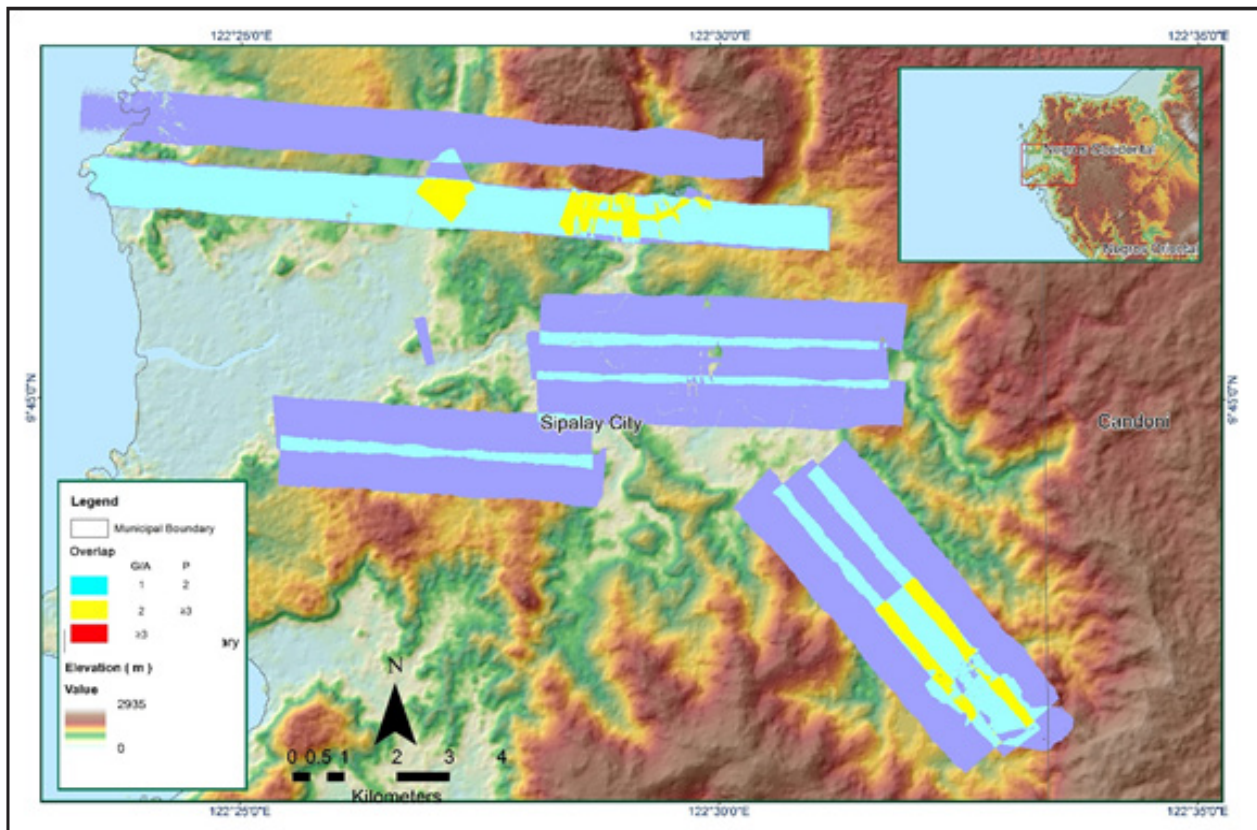 122°25'0"E 122°30'0"E 122°35'0"E
Negros Occidental
Negros Oriental
9°45'0"N 9°45'0"N
Sipalay City
Candoni
Legend
Municipal Boundary
Overlap
G/A P
1 2
2 ≥3
≥3
ary
Elevation ( m )
Value
2935
0
N
0 0.5 1 2 3 4
Kilometers
122°25'0"E 122°30'0"E 122°35'0"E